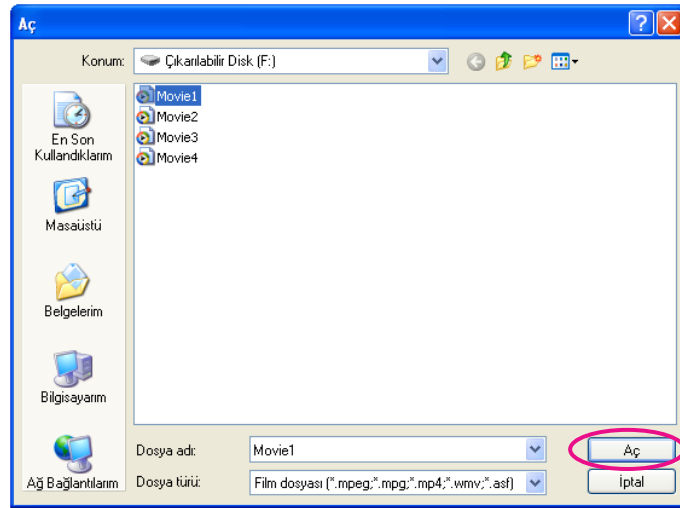 Aç
Konum: Çıkarılabilir Disk (F:)
Movie1
Movie2
Movie3
Movie4
En Son
Kullandıklarım
Masaüstü
Belgelerim
Bilgisayarım
Ağ Bağlantılarım
Dosya adı: Movie1 Aç
Dosya türü: Film dosyası (*.mpeg;*.mpg;*.mp4;*.wmv;*.asf) İptal